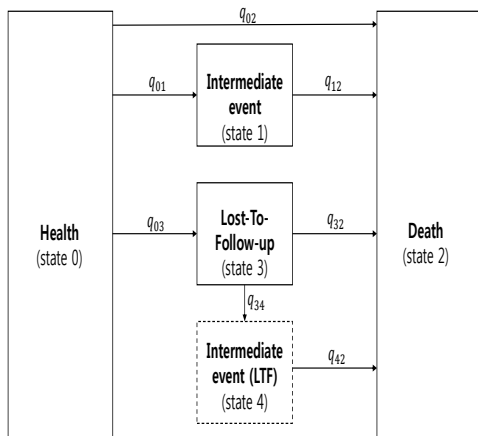 q02
q01
Intermediate
event
(state 1)
q12
Health
(state 0)
q03
Lost-To-
Follow-up
(state 3)
q32
Death
(state 2)
q34
Intermediate
event (LTF)
(state 4)
q42